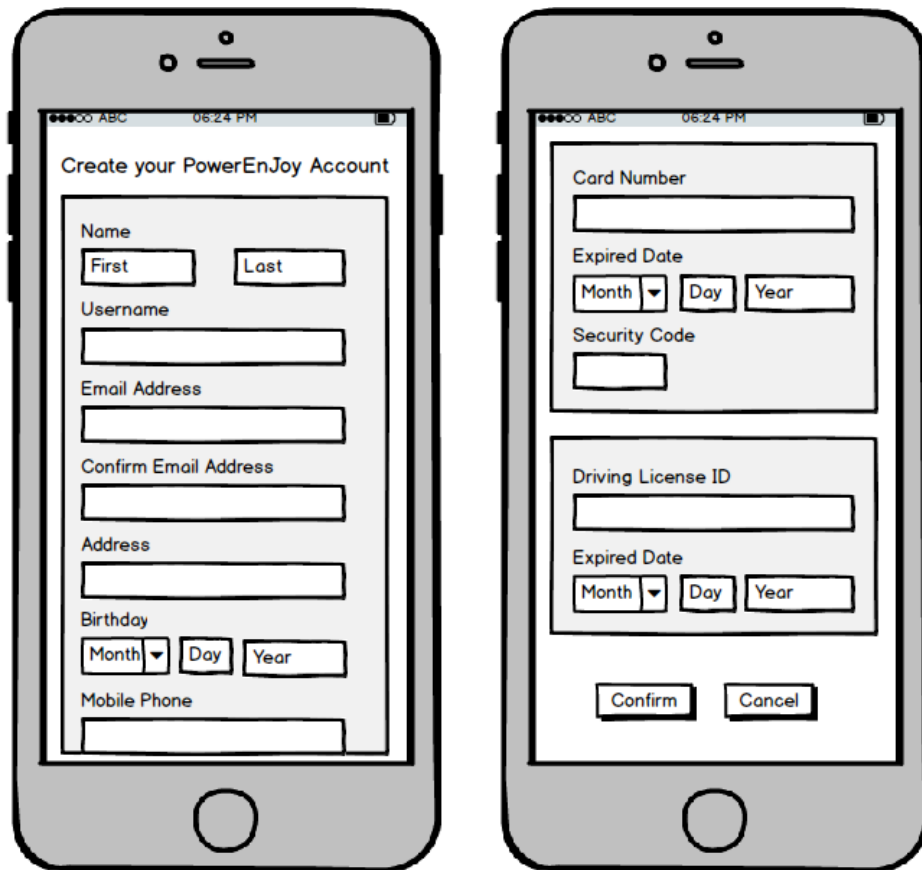 ABC 06:24 PM
Create your PowerEnJoy Account
Name
First Last
Username
Email Address
Confirm Email Address
Address
Birthday
Month Day Year
Mobile Phone
ABC 06:24 PM
Card Number
Expired Date
Month Day Year
Security Code
Driving License ID
Expired Date
Month Day Year
Confirm Cancel